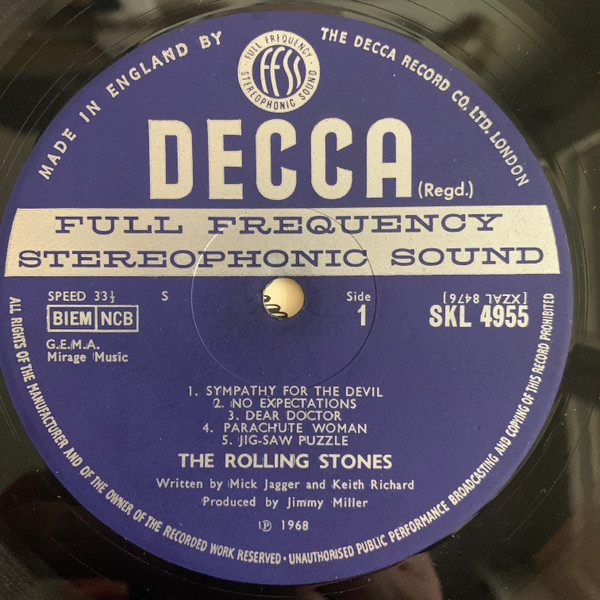 MADE IN ENGLAND BY
THE DECCA RECORD CO. LTD. LONDON
FULL FREQUENCY
FFSS
STEREOPHONIC SOUND
DECCA (Regd.)
FULL FREQUENCY
STEREOPHONIC SOUND
SPEED 33⅓ S
BIEM NCB
G.E.M.A.
Mirage Music
Side
1
[XZAL 8476]
SKL 4955
1. SYMPATHY FOR THE DEVIL
2. NO EXPECTATIONS
3. DEAR DOCTOR
4. PARACHUTE WOMAN
5. JIG-SAW PUZZLE
THE ROLLING STONES
Written by Mick Jagger and Keith Richard
Produced by Jimmy Miller
℗ 1968
ALL RIGHTS OF THE MANUFACTURER AND OF THE OWNER OF THE RECORDED WORK RESERVED · UNAUTHORISED PUBLIC PERFORMANCE BROADCASTING AND COPYING OF THIS RECORD PROHIBITED